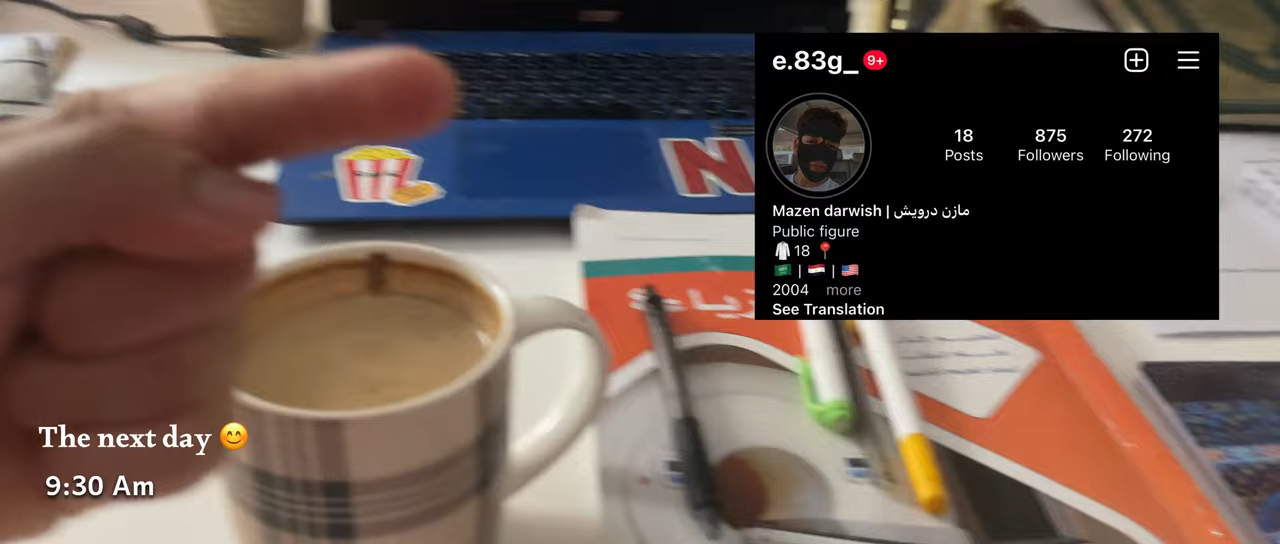 e.83g_ 9+
18 875 272
Posts Followers Following
Mazen darwish | مازن درويش
Public figure
18
2004 more
See Translation
N
The next day 😊
9:30 Am